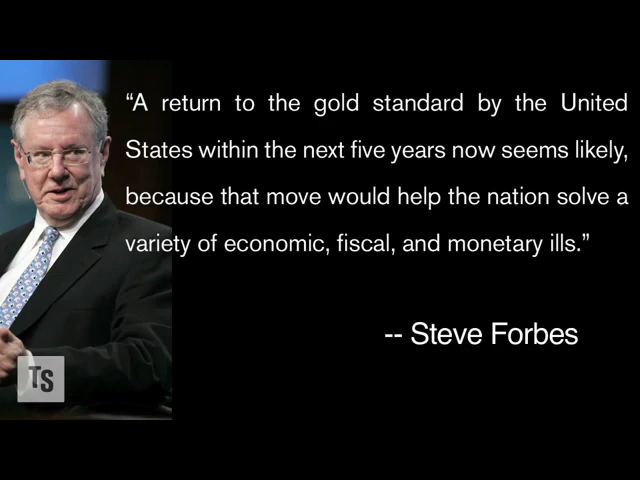 “A return to the gold standard by the United
States within the next five years now seems likely,
because that move would help the nation solve a
variety of economic, fiscal, and monetary ills.”
-- Steve Forbes
TS